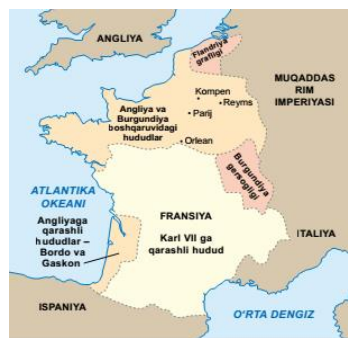 ANGLIYA
Flandriya
grafligi
MUQADDAS
RIM
IMPERIYASI
Kompen
Reyms
Parij
Angliya va
Burgundiya
boshqaruvidagi
hududlar
Orlean
Burgundiya
gersogligi
ATLANTIKA
OKEANI
Angliyaga
qarashli
hududlar –
Bordo va
Gaskon
FRANSIYA
Karl VII ga
qarashli hudud
ITALIYA
ISPANIYA
O‘RTA DENGIZ